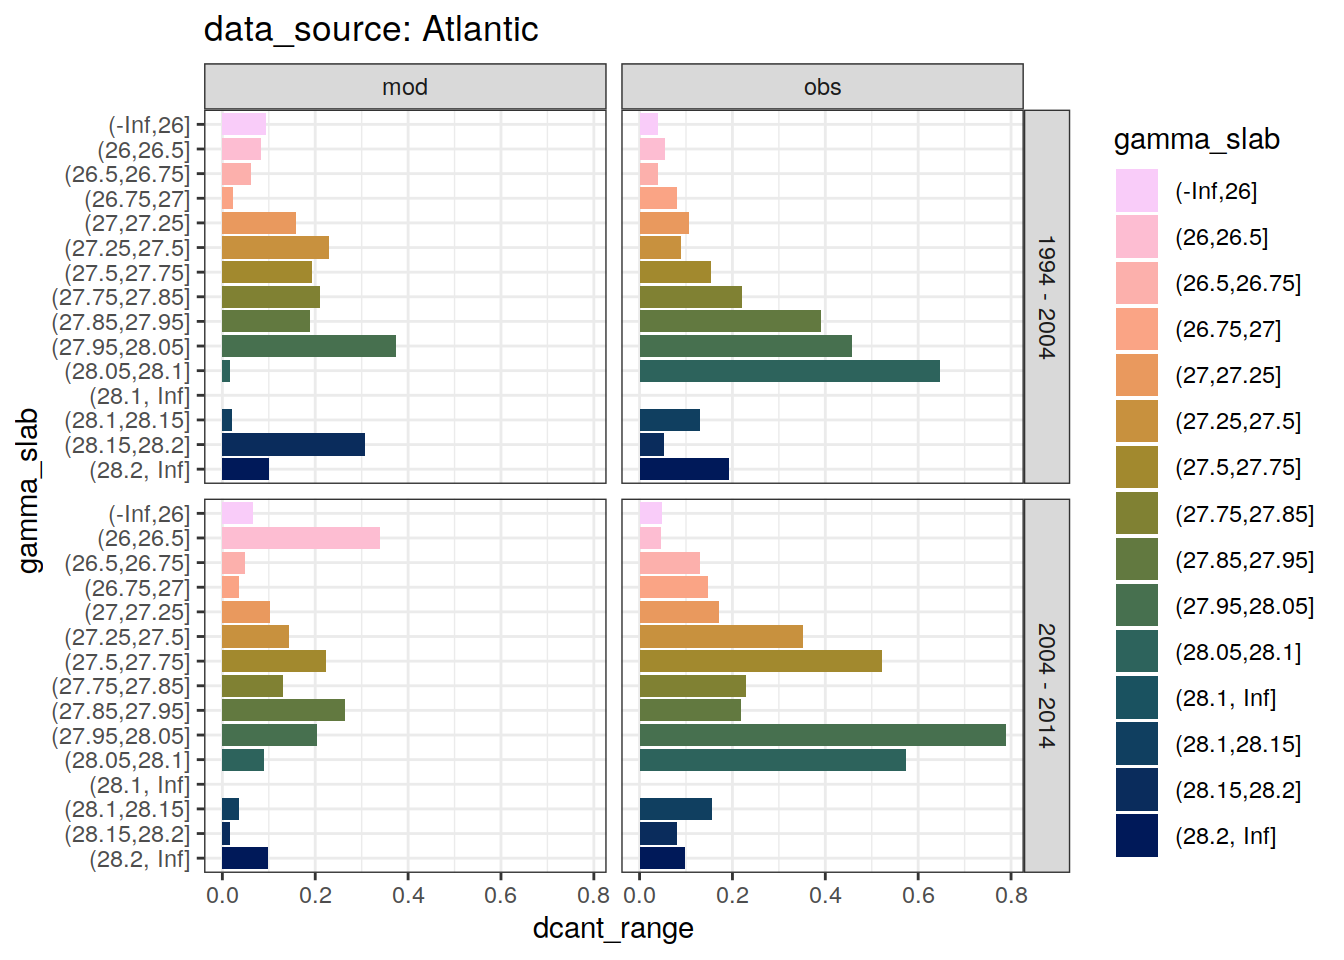 data_source: Atlantic
mod
obs
(-Inf,26]
(26,26.5]
(26.5,26.75]
(26.75,27]
(27,27.25]
(27.25,27.5]
(27.5,27.75]
(27.75,27.85]
(27.85,27.95]
(27.95,28.05]
(28.05,28.1]
(28.1, Inf]
(28.1,28.15]
(28.15,28.2]
(28.2, Inf]
1994 - 2004
(-Inf,26]
(26,26.5]
(26.5,26.75]
(26.75,27]
(27,27.25]
(27.25,27.5]
(27.5,27.75]
(27.75,27.85]
(27.85,27.95]
(27.95,28.05]
(28.05,28.1]
(28.1, Inf]
(28.1,28.15]
(28.15,28.2]
(28.2, Inf]
2004 - 2014
gamma_slab
0.0 0.2 0.4 0.6 0.8 0.0 0.2 0.4 0.6 0.8
dcant_range
gamma_slab
(-Inf,26]
(26,26.5]
(26.5,26.75]
(26.75,27]
(27,27.25]
(27.25,27.5]
(27.5,27.75]
(27.75,27.85]
(27.85,27.95]
(27.95,28.05]
(28.05,28.1]
(28.1, Inf]
(28.1,28.15]
(28.15,28.2]
(28.2, Inf]